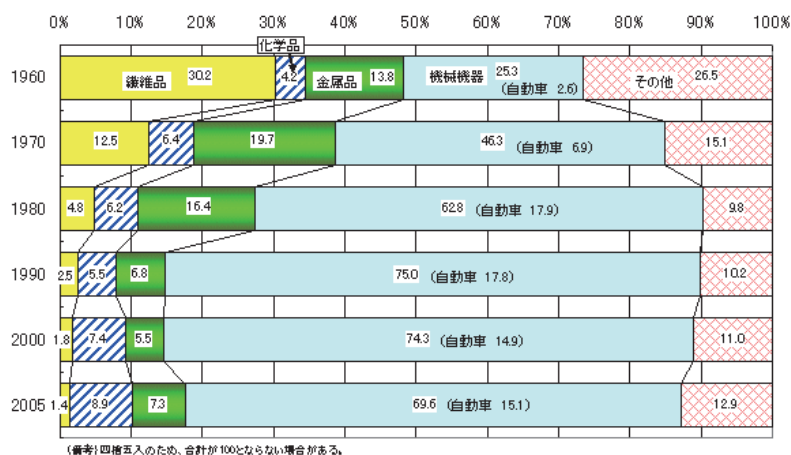 0% 10% 20% 30% 40% 50% 60% 70% 80% 90% 100%
化学品
1960 繊維品 30.2 4.2 金属品 13.8 機械機器 25.3 (自動車 2.6) その他 26.5
1970 12.5 6.4 19.7 46.3 (自動車 6.9) 15.1
1980 4.8 6.2 16.4 62.8 (自動車 17.9) 9.8
1990 2.5 5.5 6.8 75.0 (自動車 17.8) 10.2
2000 1.8 7.4 5.5 74.3 (自動車 14.9) 11.0
2005 1.4 8.9 7.3 69.6 (自動車 15.1) 12.9
(備考)四捨五入のため、合計が100とならない場合がある。